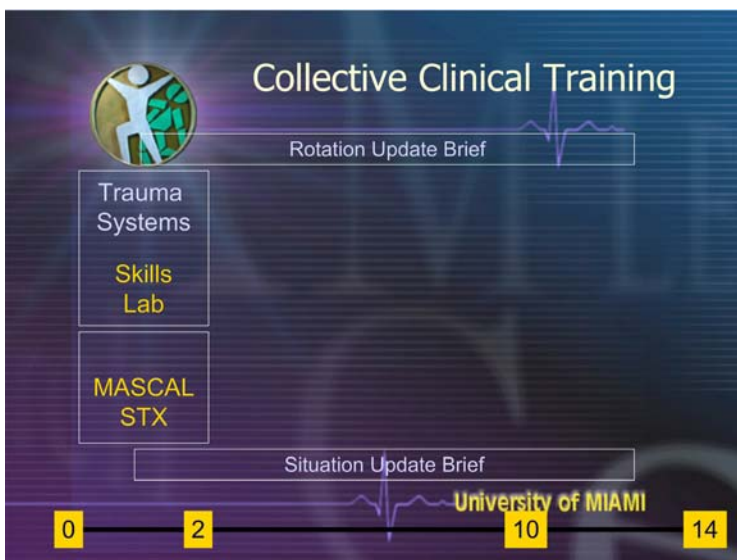 Collective Clinical Training
Rotation Update Brief
Trauma
Systems
Skills
Lab
MASCAL
STX
Situation Update Brief
University of MIAMI
0 2 10 14